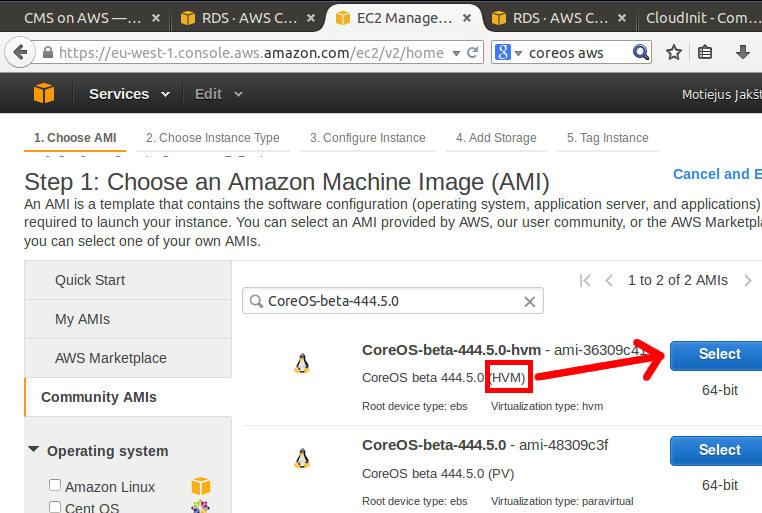 CMS on AWS —... × RDS · AWS C... × EC2 Manage... × RDS · AWS C... × CloudInit - Com...
https://eu-west-1.console.aws.amazon.com/ec2/v2/home coreos aws
Services Edit Motiejus Jakšt
1. Choose AMI 2. Choose Instance Type 3. Configure Instance 4. Add Storage 5. Tag Instance
Step 1: Choose an Amazon Machine Image (AMI) Cancel and E
An AMI is a template that contains the software configuration (operating system, application server, and applications)
required to launch your instance. You can select an AMI provided by AWS, our user community, or the AWS Marketpla
you can select one of your own AMIs.
Quick Start
My AMIs
AWS Marketplace
Community AMIs
Operating system
Amazon Linux
Cent OS
1 to 2 of 2 AMIs
CoreOS-beta-444.5.0
CoreOS-beta-444.5.0-hvm - ami-36309c41
CoreOS beta 444.5.0 (HVM)
Root device type: ebs Virtualization type: hvm
Select
64-bit
CoreOS-beta-444.5.0 - ami-48309c3f
CoreOS beta 444.5.0 (PV)
Root device type: ebs Virtualization type: paravirtual
Select
64-bit